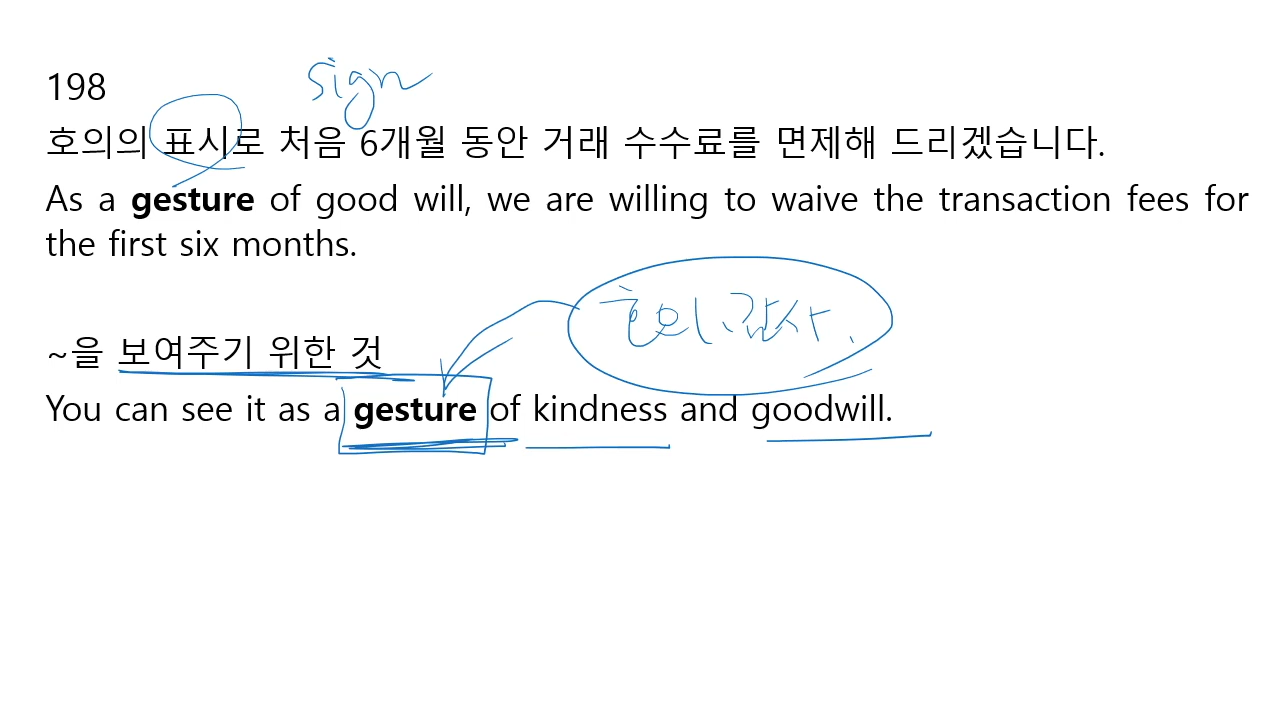 198
sign
호의의 표시로 처음 6개월 동안 거래 수수료를 면제해 드리겠습니다.
As a gesture of good will, we are willing to waive the transaction fees for
the first six months.
호의, 감사.
~을 보여주기 위한 것
You can see it as a gesture of kindness and goodwill.